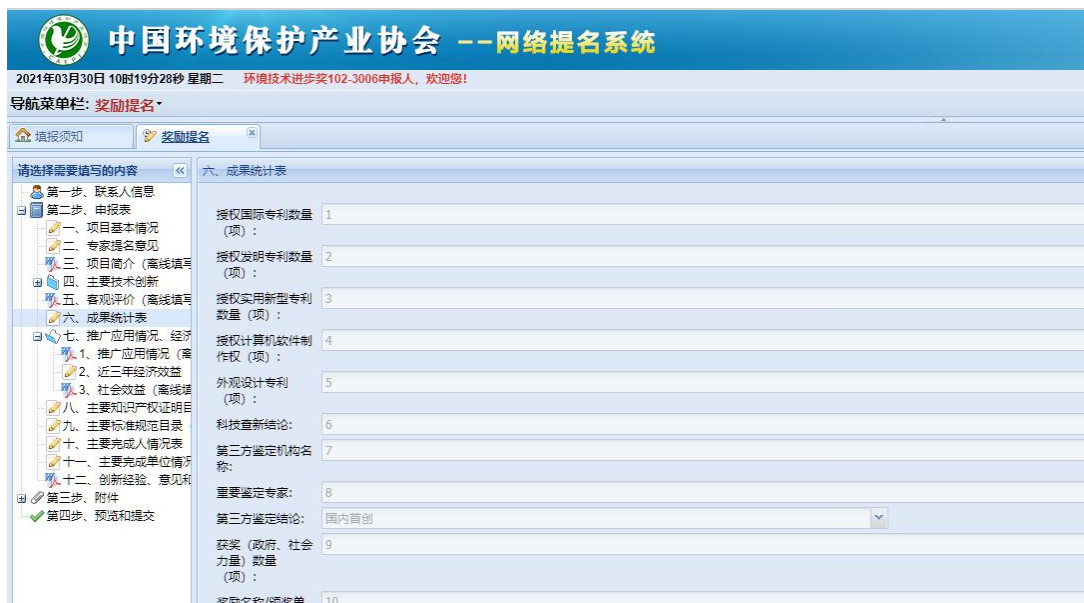 中国环境保护产业协会 --网络提名系统
2021年03月30日 10时19分28秒 星期二 环境技术进步奖102-3006申报人，欢迎您!
导航菜单栏: 奖励提名
填报须知 奖励提名
请选择需要填写的内容
第一步、联系人信息
第二步、申报表
一、项目基本情况
二、专家提名意见
三、项目简介（离线填写
四、主要技术创新
五、客观评价（离线填写
六、成果统计表
七、推广应用情况、经济
1、推广应用情况（离
2、近三年经济效益
3、社会效益（离线填
八、主要知识产权证明目
九、主要标准规范目录（
十、主要完成人情况表
十一、主要完成单位情况
十二、创新经验、意见和
第三步、附件
第四步、预览和提交
六、成果统计表
授权国际专利数量 1
（项）:
授权发明专利数量 2
（项）:
授权实用新型专利 3
数量（项）:
授权计算机软件制 4
作权（项）:
外观设计专利 5
（项）:
科技查新结论: 6
第三方鉴定机构名 7
称:
重要鉴定专家: 8
第三方鉴定结论: 国内首创
获奖（政府、社会 9
力量）数量
（项）:
奖励名称/颁奖单 10